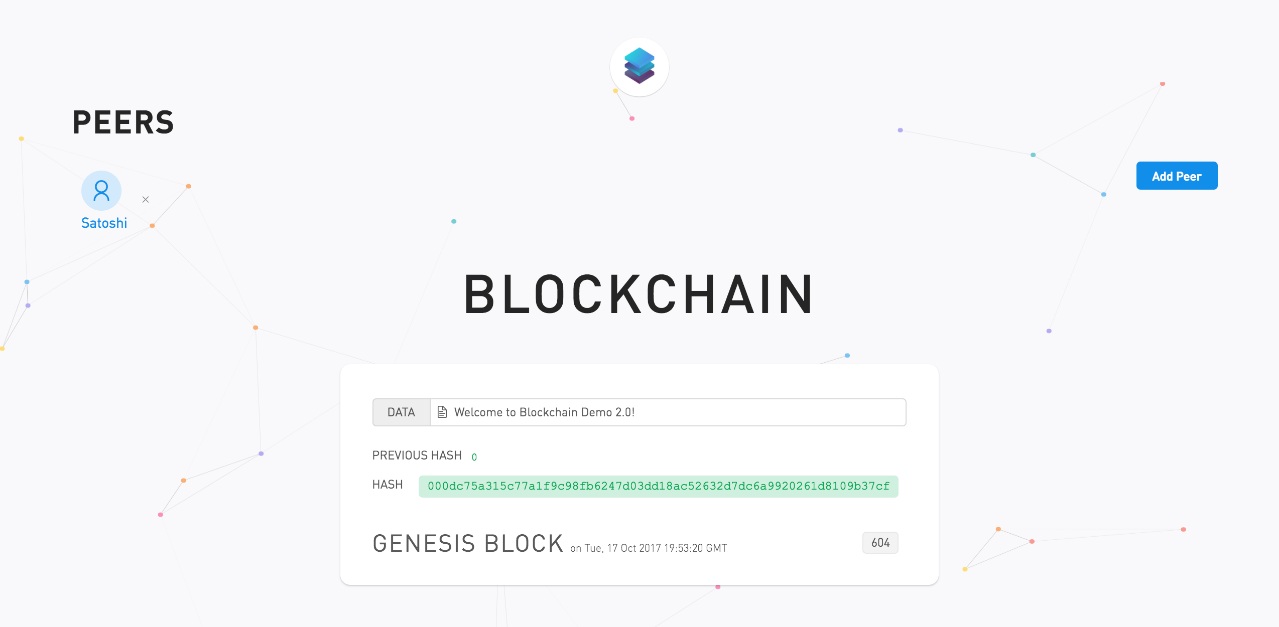 PEERS
Satoshi
×
Add Peer
BLOCKCHAIN
DATA Welcome to Blockchain Demo 2.0!
PREVIOUS HASH 0
HASH 000dc75a315c77a1f9c98fb6247d03dd18ac52632d7dc6a9920261d8109b37cf
GENESIS BLOCK on Tue, 17 Oct 2017 19:53:20 GMT 604